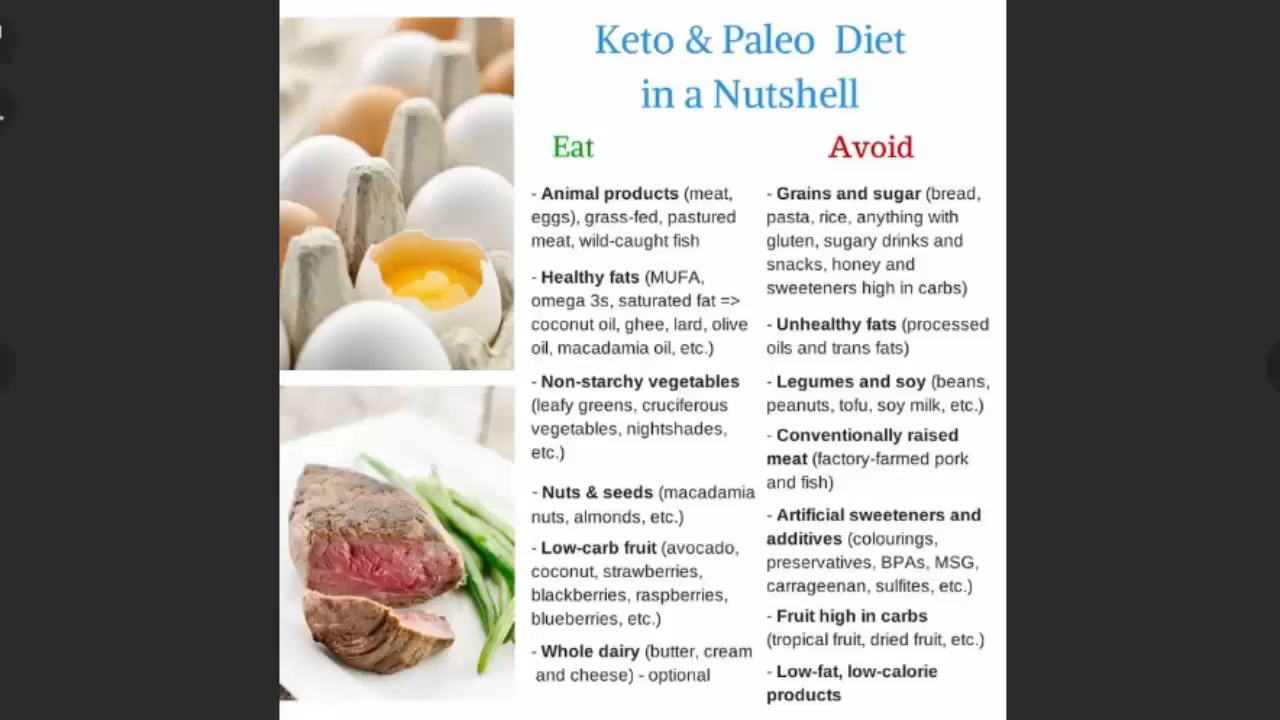 Keto & Paleo Diet
in a Nutshell
Eat
- Animal products (meat,
eggs), grass-fed, pastured
meat, wild-caught fish
- Healthy fats (MUFA,
omega 3s, saturated fat =>
coconut oil, ghee, lard, olive
oil, macadamia oil, etc.)
- Non-starchy vegetables
(leafy greens, cruciferous
vegetables, nightshades,
etc.)
- Nuts & seeds (macadamia
nuts, almonds, etc.)
- Low-carb fruit (avocado,
coconut, strawberries,
blackberries, raspberries,
blueberries, etc.)
- Whole dairy (butter, cream
and cheese) - optional
Avoid
- Grains and sugar (bread,
pasta, rice, anything with
gluten, sugary drinks and
snacks, honey and
sweeteners high in carbs)
- Unhealthy fats (processed
oils and trans fats)
- Legumes and soy (beans,
peanuts, tofu, soy milk, etc.)
- Conventionally raised
meat (factory-farmed pork
and fish)
- Artificial sweeteners and
additives (colourings,
preservatives, BPAs, MSG,
carrageenan, sulfites, etc.)
- Fruit high in carbs
(tropical fruit, dried fruit, etc.)
- Low-fat, low-calorie
products